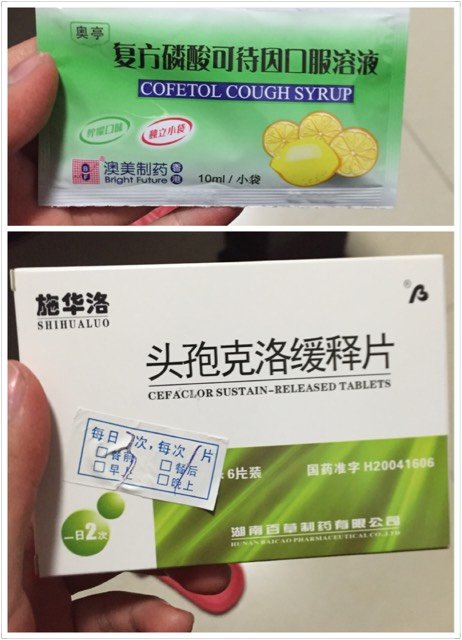 奥亭
复方磷酸可待因口服溶液
COFETOL COUGH SYRUP
柠檬口味
独立小袋
澳美制药
香港
Bright Future
10ml / 小袋
施华洛
SHIHUALUO
®
头孢克洛缓释片
CEFACLOR SUSTAIN-RELEASED TABLETS
每日2次,每次1片
餐前 餐后
早上 晚上
6片装
国药准字 H20041606
一日2次
湖南百草制药有限公司
HUNAN BAICAO PHARMACEUTICAL CO.,LTD